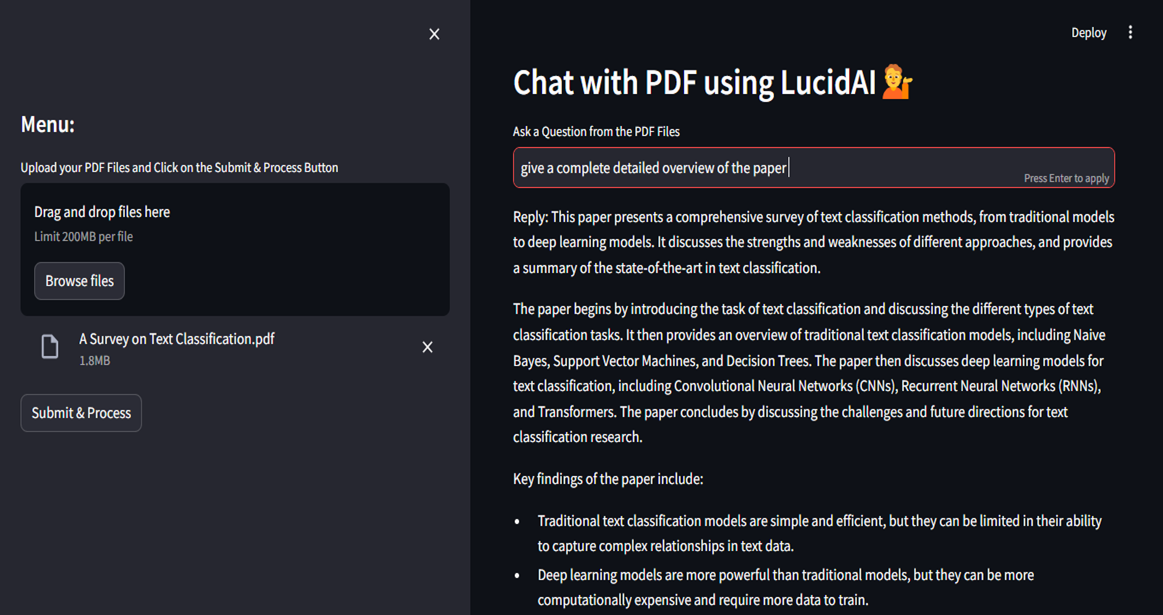 Menu:
Upload your PDF Files and Click on the Submit & Process Button
Drag and drop files here
Limit 200MB per file
Browse files
A Survey on Text Classification.pdf
1.8MB
Submit & Process
Deploy
Chat with PDF using LucidAI
Ask a Question from the PDF Files
give a complete detailed overview of the paper
Press Enter to apply
Reply: This paper presents a comprehensive survey of text classification methods, from traditional models
to deep learning models. It discusses the strengths and weaknesses of different approaches, and provides
a summary of the state-of-the-art in text classification.
The paper begins by introducing the task of text classification and discussing the different types of text
classification tasks. It then provides an overview of traditional text classification models, including Naive
Bayes, Support Vector Machines, and Decision Trees. The paper then discusses deep learning models for
text classification, including Convolutional Neural Networks (CNNs), Recurrent Neural Networks (RNNs),
and Transformers. The paper concludes by discussing the challenges and future directions for text
classification research.
Key findings of the paper include:
• Traditional text classification models are simple and efficient, but they can be limited in their ability
to capture complex relationships in text data.
• Deep learning models are more powerful than traditional models, but they can be more
computationally expensive and require more data to train.